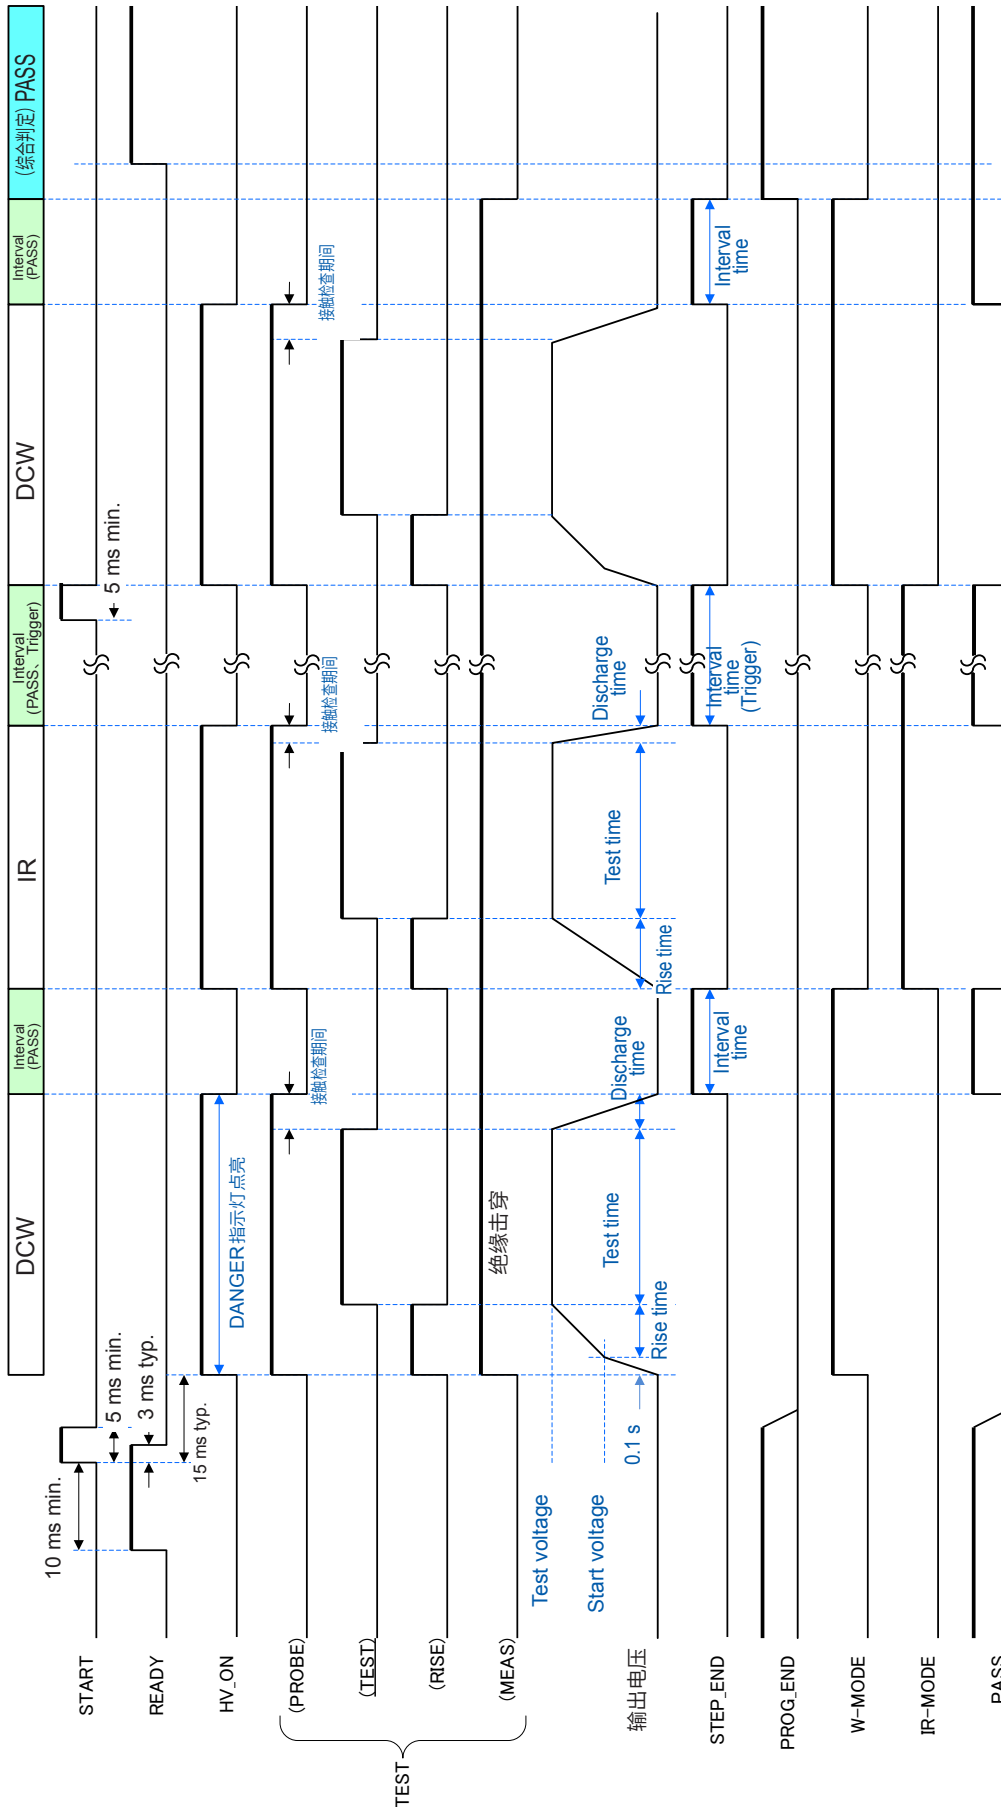 DCW
Interval
(PASS)
IR
Interval
(PASS、Trigger)
DCW
Interval
(PASS)
(综合判定) PASS
START
10 ms min.
5 ms min.
5 ms min.
READY
3 ms typ.
HV_ON
15 ms typ.
DANGER指示灯点亮
TEST
(PROBE)
接触检查期间
接触检查期间
接触检查期间
(TEST)
(RISE)
(MEAS)
绝缘击穿
输出电压
Test voltage
Start voltage
0.1 s
Rise time
Test time
Discharge
time
Rise time
Test time
Discharge
time
STEP_END
Interval
time
Interval
time
(Trigger)
Interval
time
PROG_END
W-MODE
IR-MODE
PASS